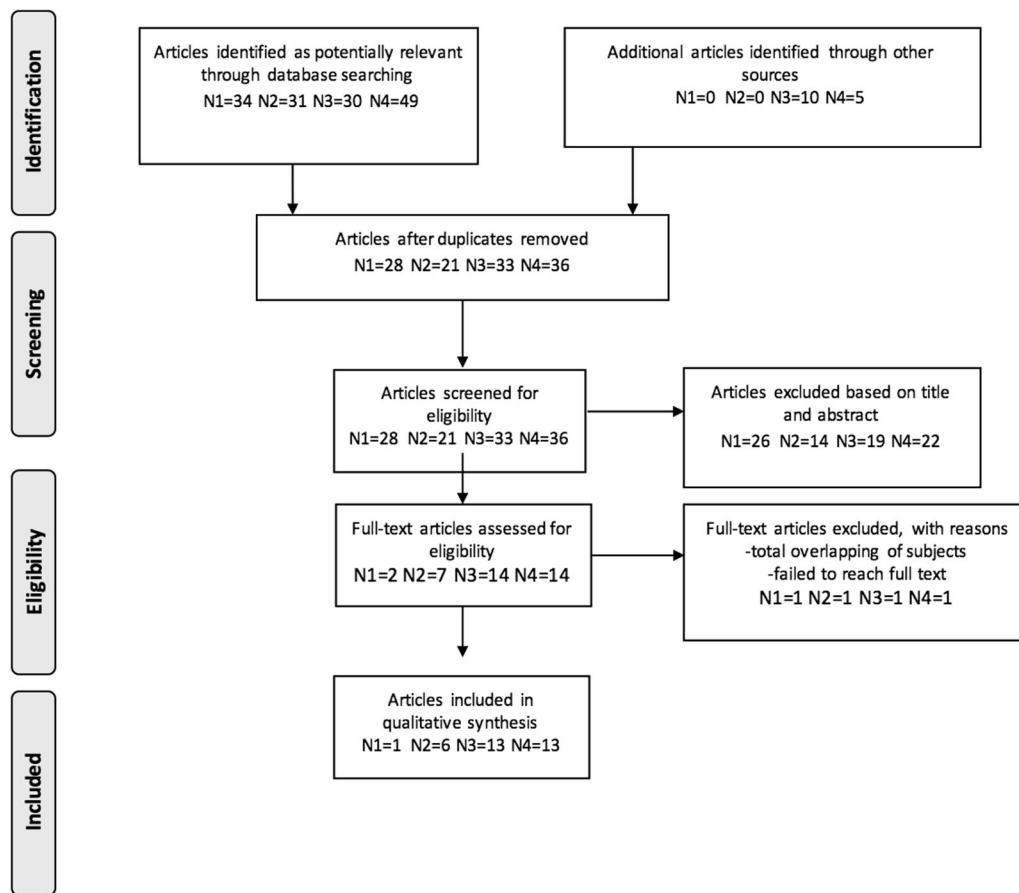 Identification
Articles identified as potentially relevant
through database searching
N1=34 N2=31 N3=30 N4=49
Additional articles identified through other
sources
N1=0 N2=0 N3=10 N4=5
Screening
Articles after duplicates removed
N1=28 N2=21 N3=33 N4=36
Articles screened for
eligibility
N1=28 N2=21 N3=33 N4=36
Articles excluded based on title
and abstract
N1=26 N2=14 N3=19 N4=22
Eligibility
Full-text articles assessed for
eligibility
N1=2 N2=7 N3=14 N4=14
Full-text articles excluded, with reasons
-total overlapping of subjects
-failed to reach full text
N1=1 N2=1 N3=1 N4=1
Included
Articles included in
qualitative synthesis
N1=1 N2=6 N3=13 N4=13